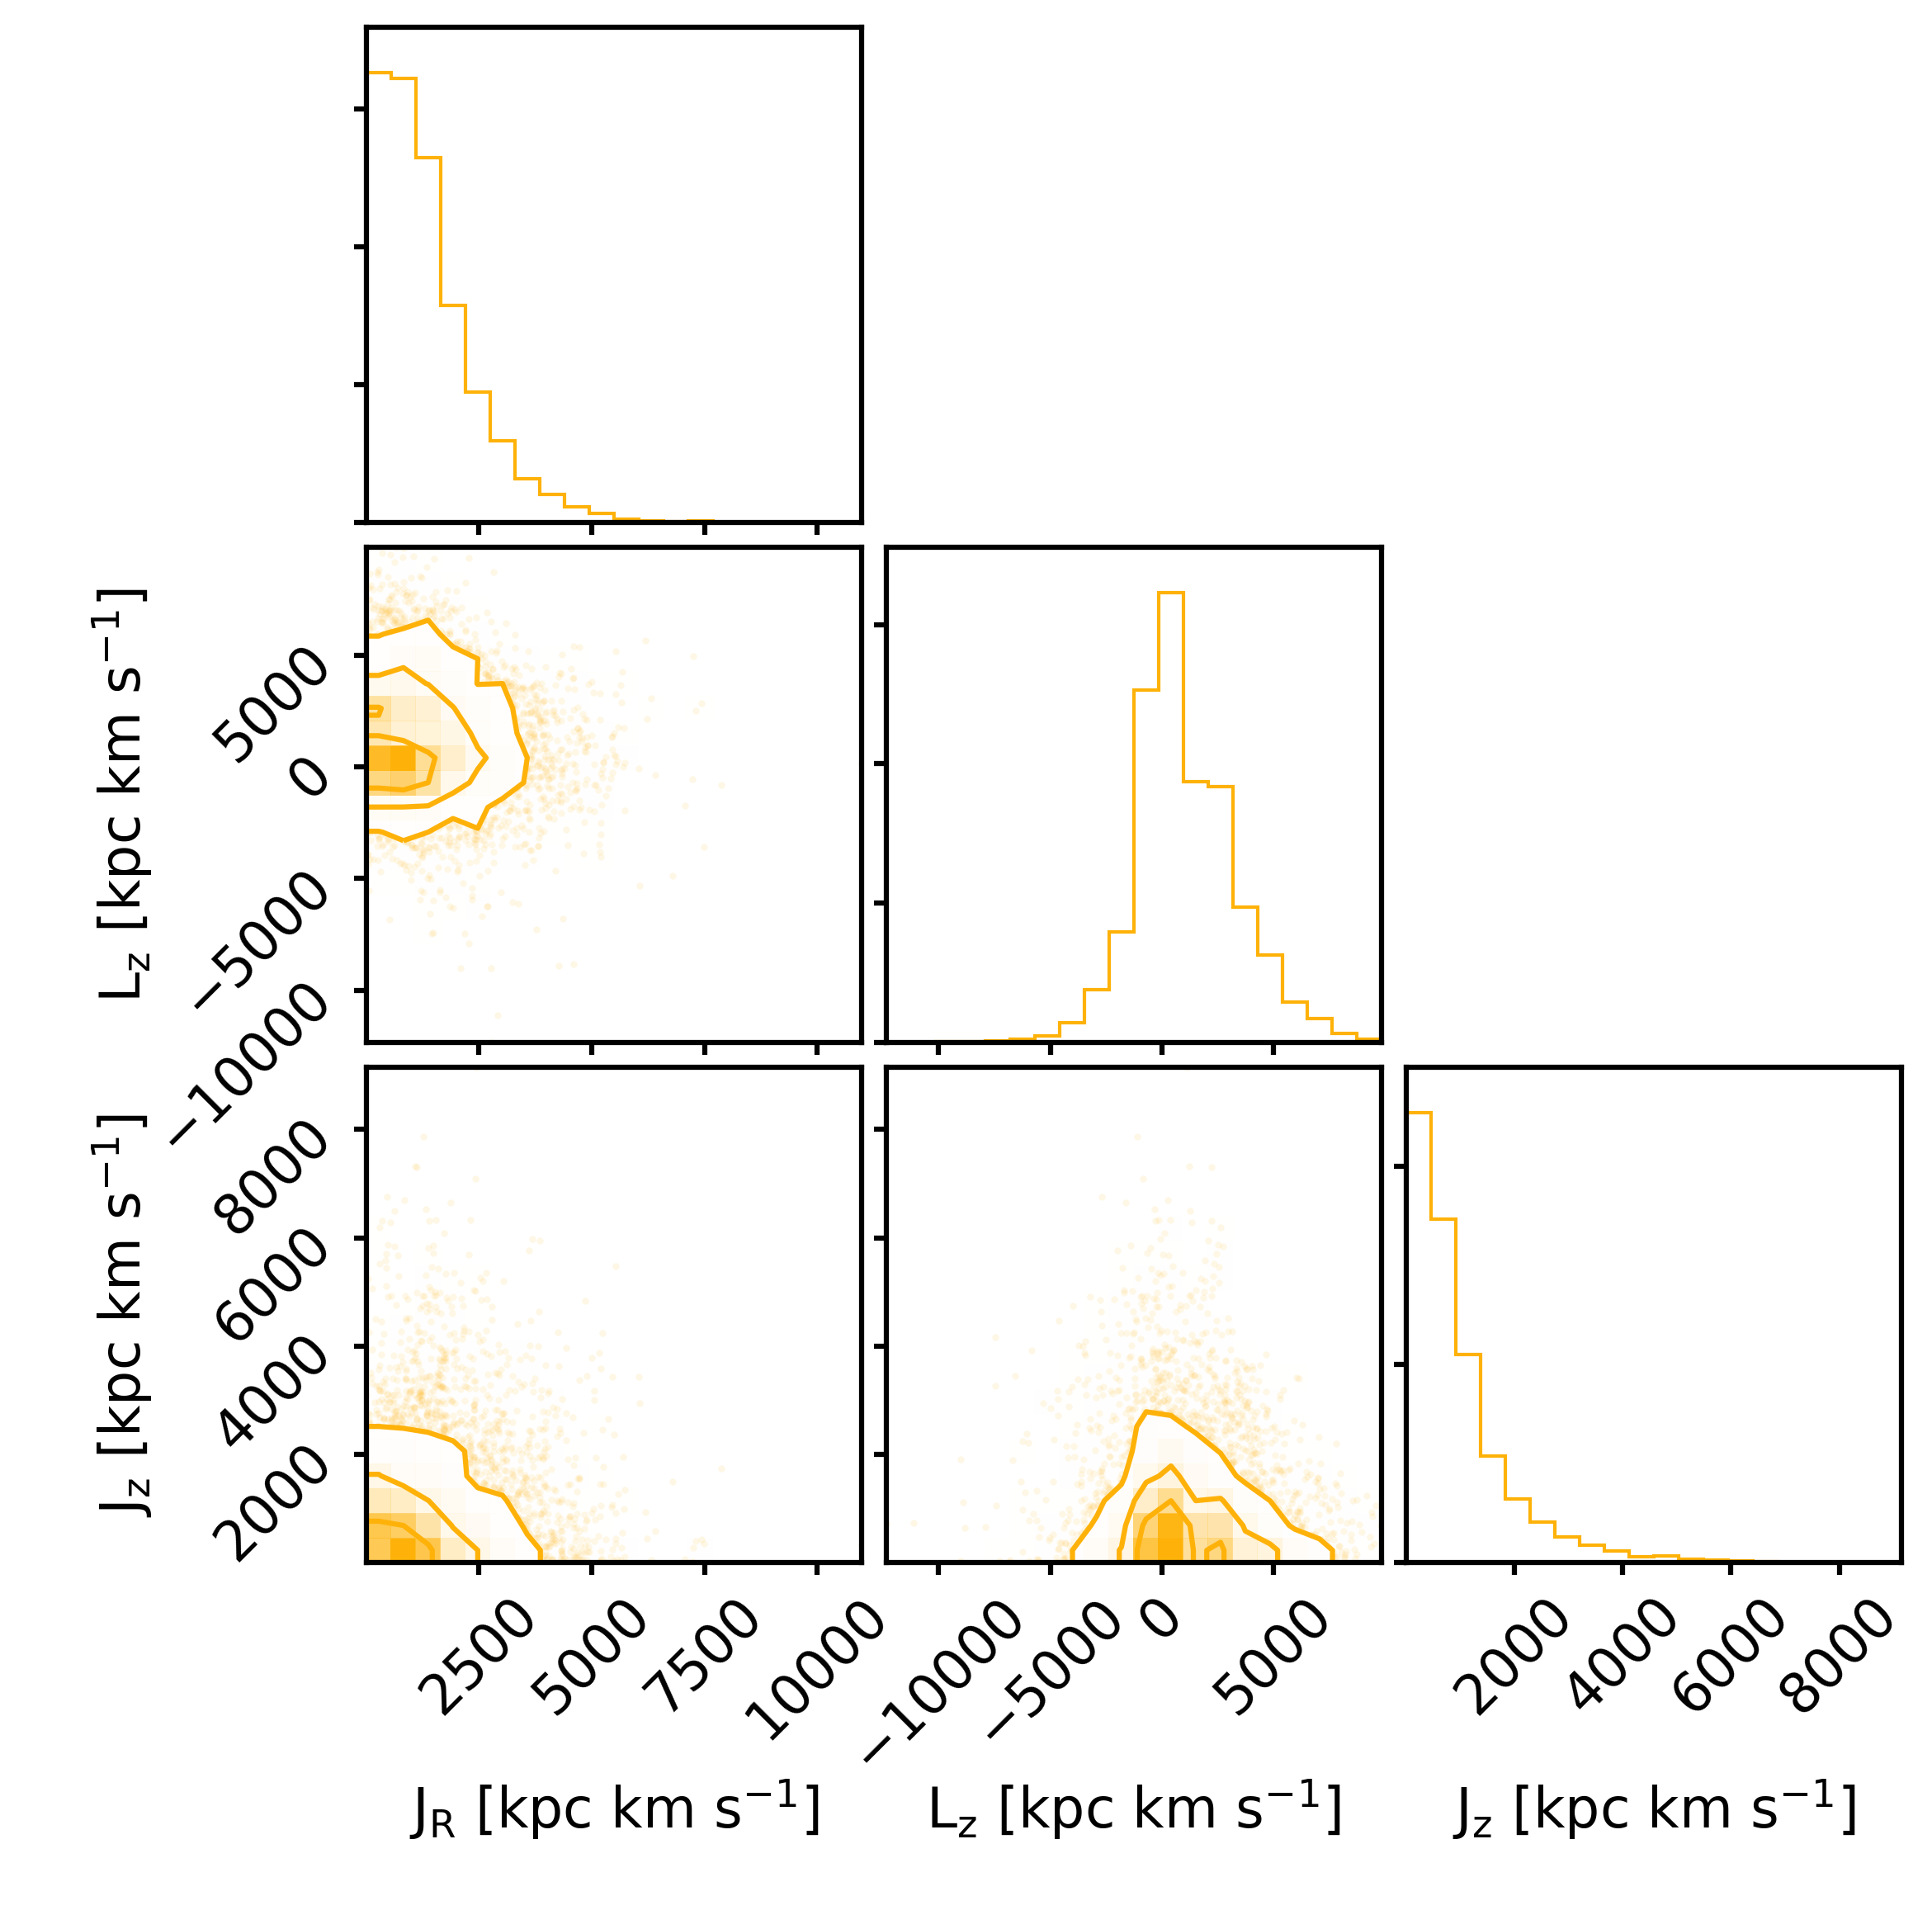 L_z [kpc km s⁻¹]
5000
0
−5000
−10000
J_z [kpc km s⁻¹]
8000
6000
4000
2000
2500 5000 7500 10000
−10000 −5000 0 5000
2000 4000 6000 8000
J_R [kpc km s⁻¹]
L_z [kpc km s⁻¹]
J_z [kpc km s⁻¹]